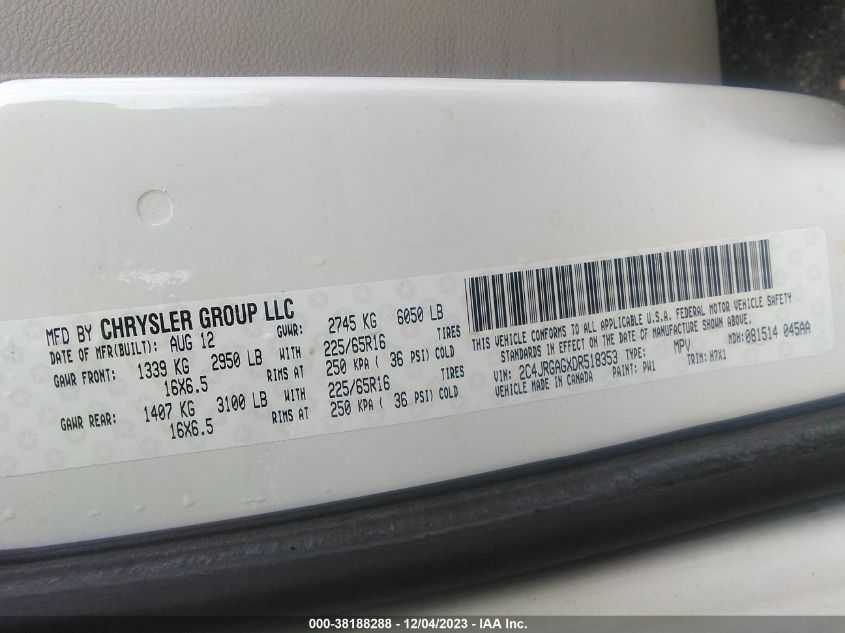 MFD BY CHRYSLER GROUP LLC
DATE OF MFR(BUILT): AUG 12 GVWR: 2745 KG 6050 LB
GAWR FRONT: 1339 KG 2950 LB WITH 225/65R16 TIRES
16X6.5 RIMS AT 250 KPA ( 36 PSI) COLD
GAWR REAR: 1407 KG 3100 LB WITH 225/65R16 TIRES
16X6.5 RIMS AT 250 KPA ( 36 PSI) COLD
THIS VEHICLE CONFORMS TO ALL APPLICABLE U.S.A. FEDERAL MOTOR VEHICLE SAFETY
STANDARDS IN EFFECT ON THE DATE OF MANUFACTURE SHOWN ABOVE.
VIN: 2C4JRGAGXDR518353 TYPE: MPV MDH: 081514 045AA
VEHICLE MADE IN CANADA PAINT: PW1 TRIM: M7K1
000-38188288 - 12/04/2023 - IAA Inc.